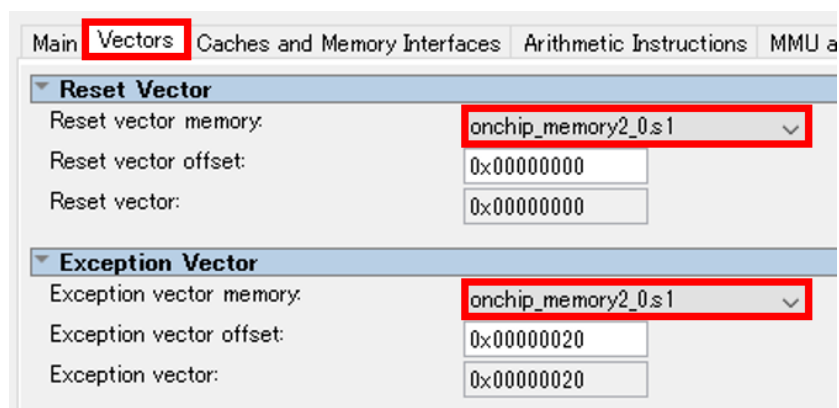 Main Vectors Caches and Memory Interfaces Arithmetic Instructions MMU a
Reset Vector
Reset vector memory: onchip_memory2_0.s1
Reset vector offset: 0x00000000
Reset vector: 0x00000000
Exception Vector
Exception vector memory: onchip_memory2_0.s1
Exception vector offset: 0x00000020
Exception vector: 0x00000020